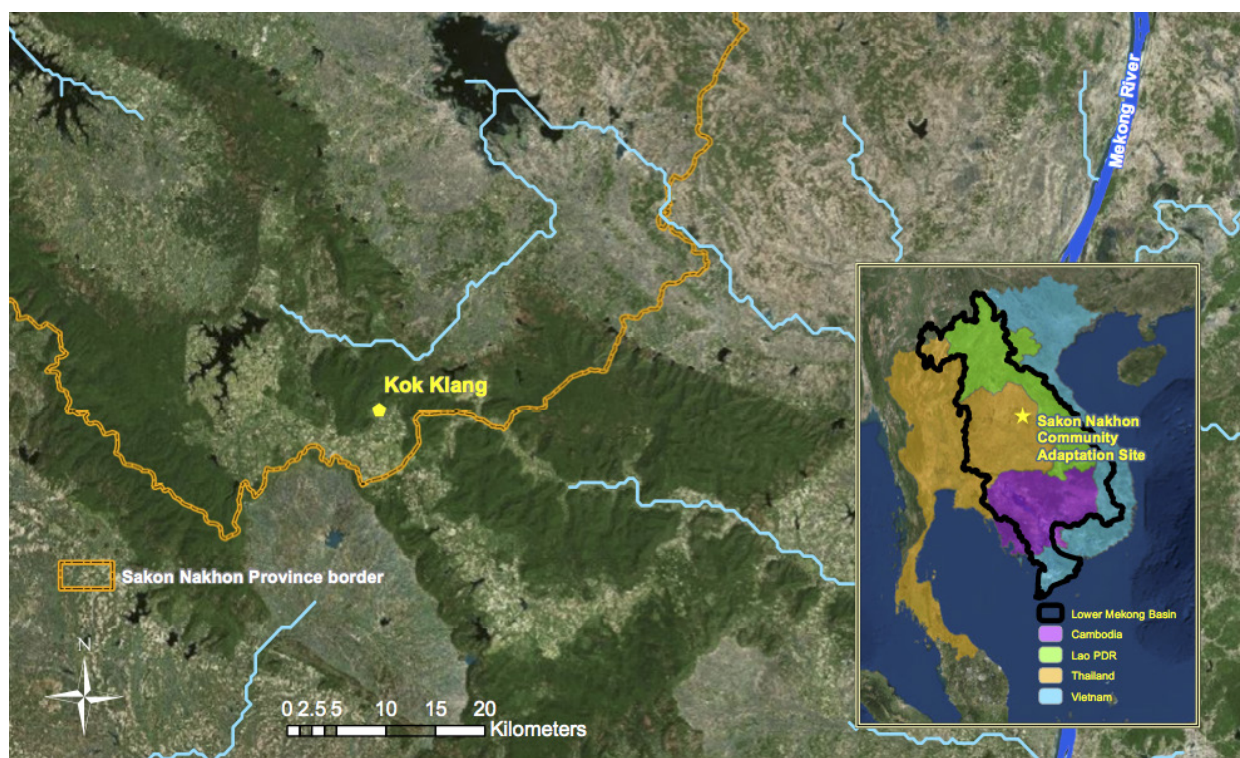 Mekong River
Kok Klang
Sakon Nakhon
Community
Adaptation Site
Sakon Nakhon Province border
Lower Mekong Basin
Cambodia
Lao PDR
Thailand
Vietnam
N
0 2.5 5 10 15 20
Kilometers